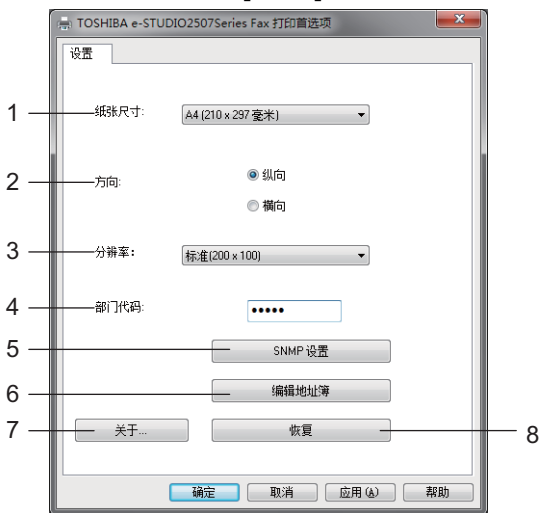 TOSHIBA e-STUDIO2507Series Fax 打印首选项
设置
1 纸张尺寸: A4 (210 x 297 毫米)
2 方向: 纵向
横向
3 分辨率： 标准(200 x 100)
4 部门代码: •••••
5 SNMP 设置
6 编辑地址簿
7 关于... 恢复 8
确定 取消 应用(A) 帮助